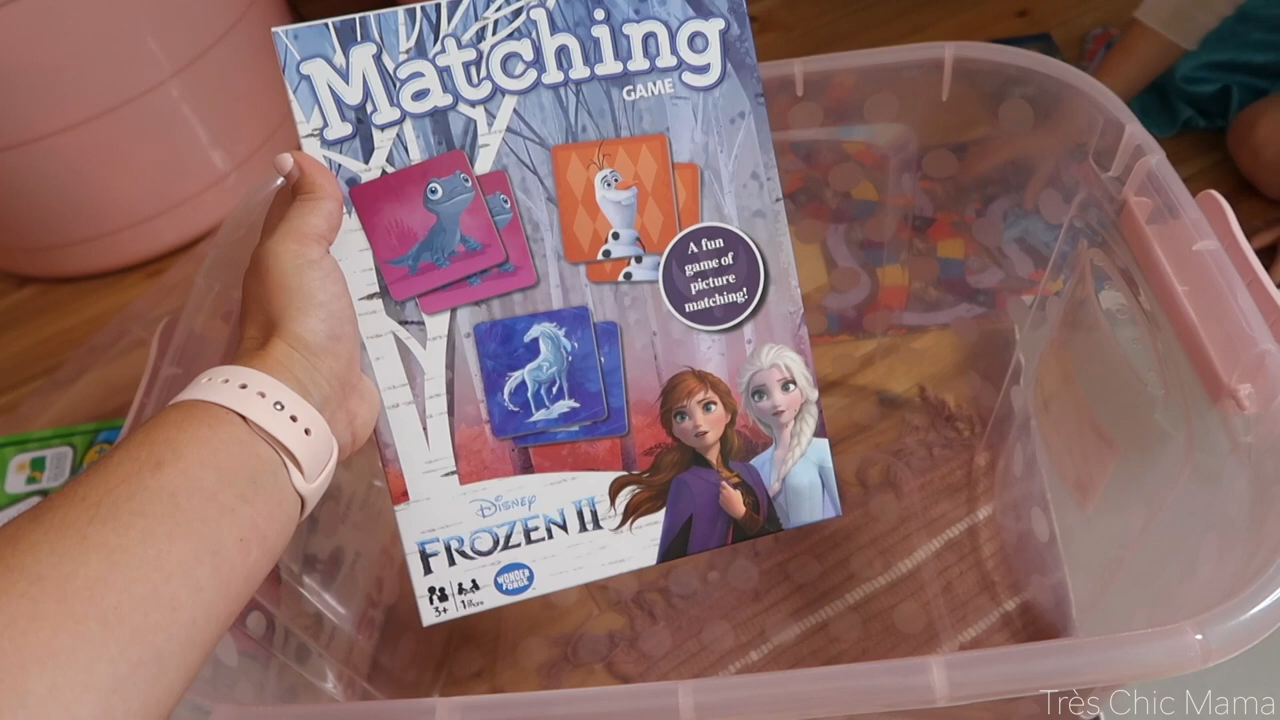 Matching
GAME
A fun
game of
picture
matching!
Disney
FROZEN II
WONDER
FORGE
3+
Très Chic Mama